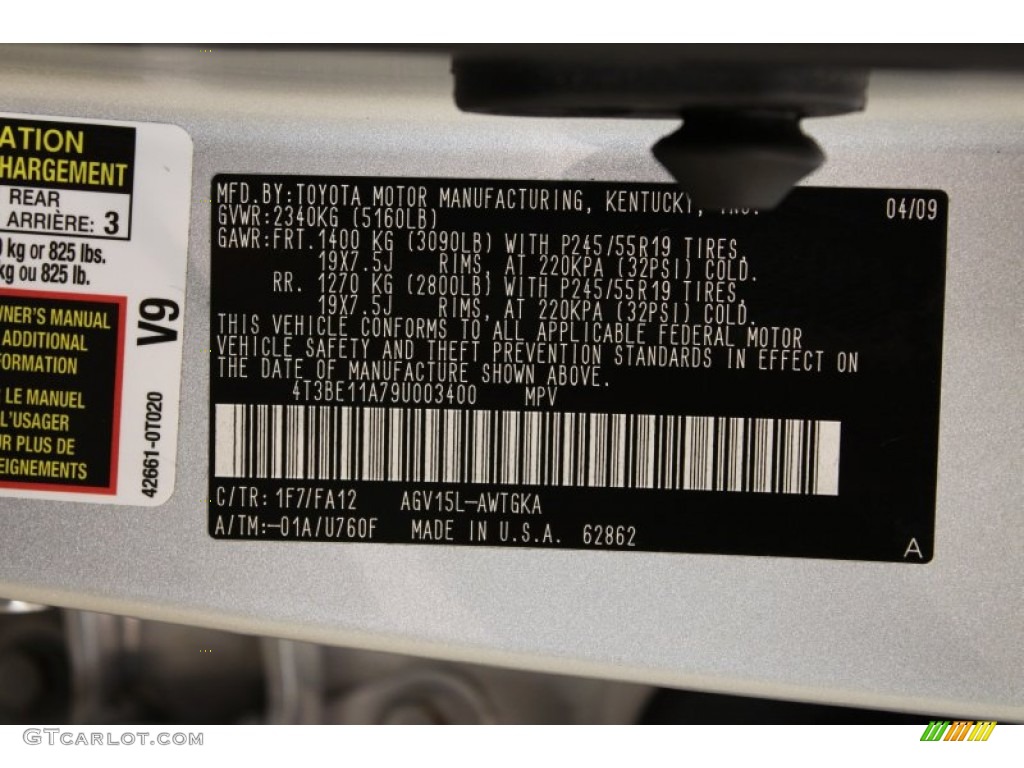 ATION
HARGEMENT
REAR
ARRIÈRE: 3
kg or 825 lbs.
kg ou 825 lb.
V9
WNER'S MANUAL
ADDITIONAL
FORMATION
LE MANUEL
L'USAGER
UR PLUS DE
EIGNEMENTS
42661-0T020
MFD.BY:TOYOTA MOTOR MANUFACTURING, KENTUCKY, INC. 04/09
GVWR:2340KG (5160LB)
GAWR:FRT.1400 KG (3090LB) WITH P245/55R19 TIRES,
19X7.5J RIMS, AT 220KPA (32PSI) COLD.
RR. 1270 KG (2800LB) WITH P245/55R19 TIRES,
19X7.5J RIMS, AT 220KPA (32PSI) COLD.
THIS VEHICLE CONFORMS TO ALL APPLICABLE FEDERAL MOTOR
VEHICLE SAFETY AND THEFT PREVENTION STANDARDS IN EFFECT ON
THE DATE OF MANUFACTURE SHOWN ABOVE.
4T3BE11A79U003400 MPV
C/TR: 1F7/FA12 AGV15L-AWTGKA
A/TM:-01A/U760F MADE IN U.S.A. 62862
A
GTCarLot.com